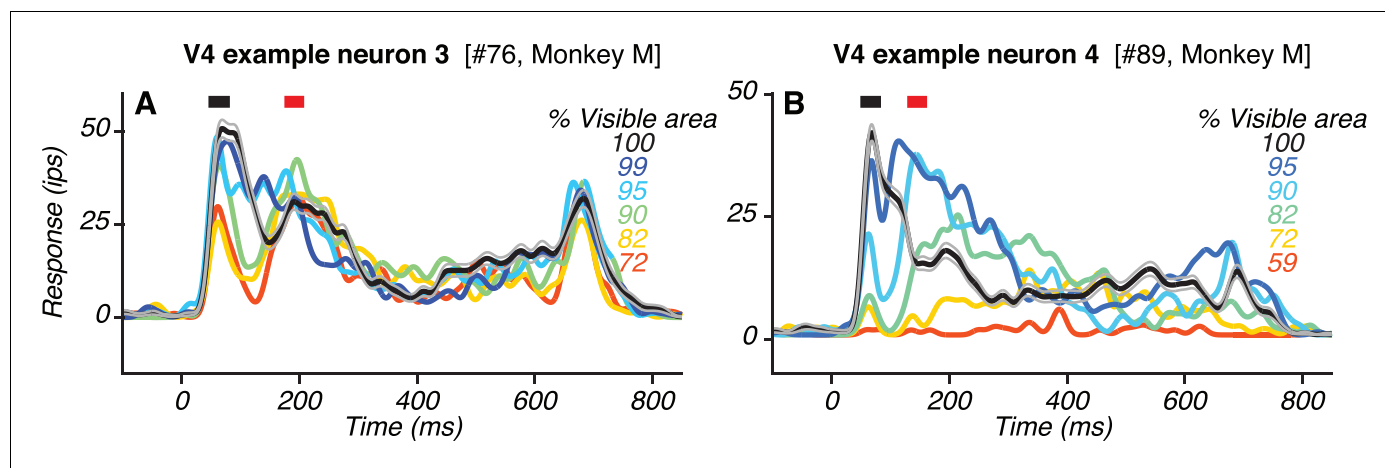 V4 example neuron 3 [#76, Monkey M]
A
% Visible area
100
99
95
90
82
72
Response (ips)
50
25
0
0 200 400 600 800
Time (ms)
V4 example neuron 4 [#89, Monkey M]
B
% Visible area
100
95
90
82
72
59
50
25
0
0 200 400 600 800
Time (ms)